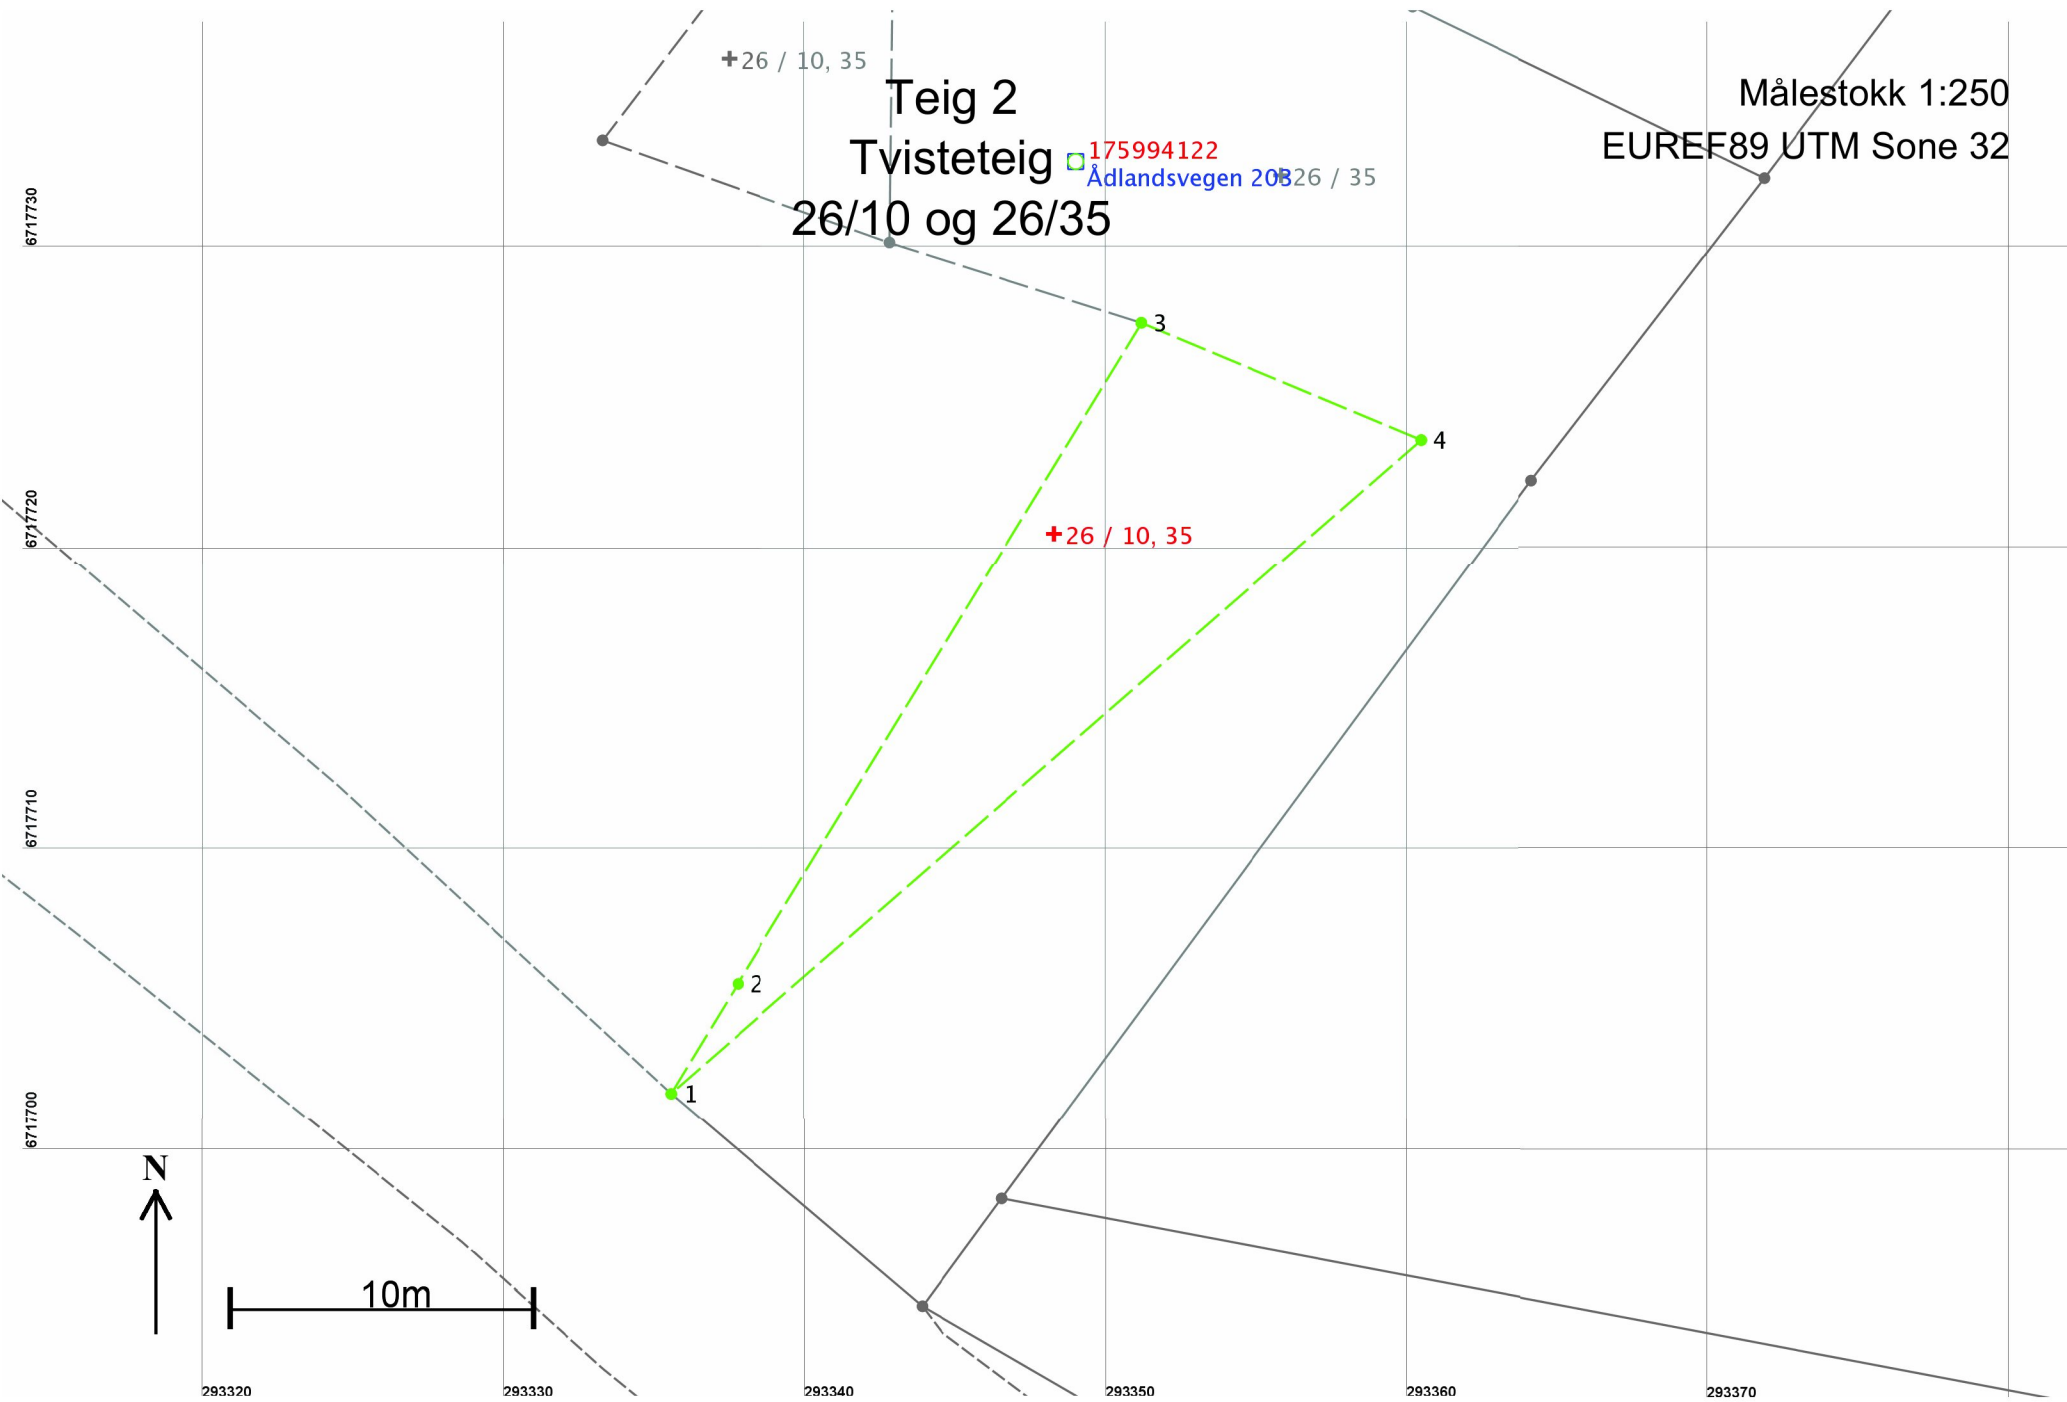 +26 / 10, 35
Teig 2
Tvisteteig
26/10 og 26/35
175994122
Ådlandsvegen 203
+26 / 35
Målestokk 1:250
EUREF89 UTM Sone 32
6717730
3
4
6717720
+26 / 10, 35
6717710
2
1
6717700
N
10m
293320
293330
293340
293350
293360
293370